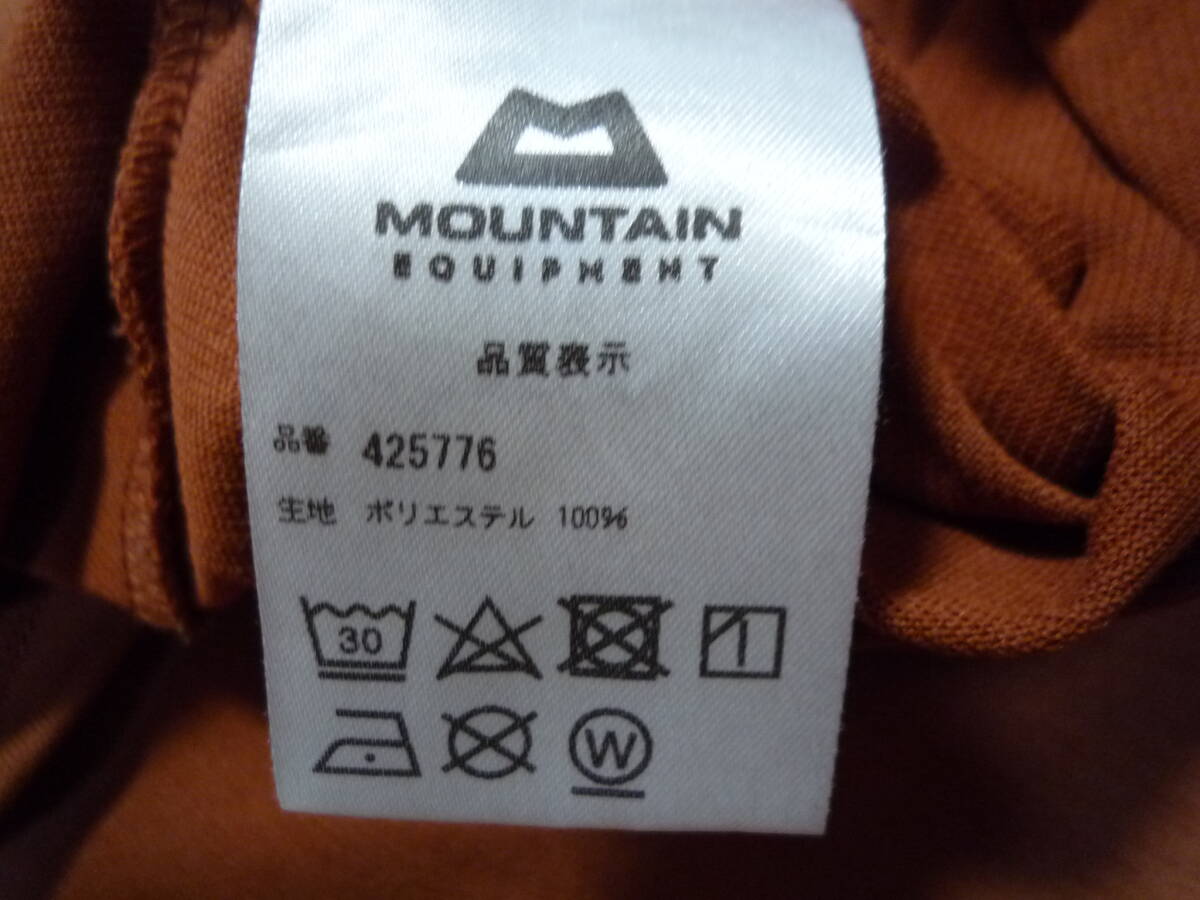 MOUNTAIN
EQUIPMENT
品質表示
品番 425776
生地 ポリエステル 100%
30
W